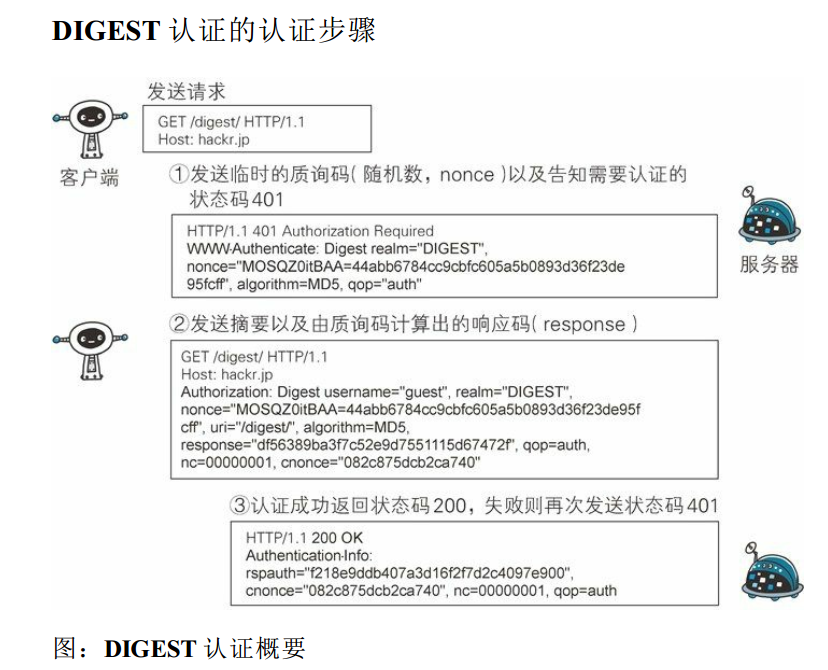 DIGEST 认证的认证步骤
发送请求
GET /digest/ HTTP/1.1
Host: hackr.jp
客户端
①发送临时的质询码(随机数，nonce)以及告知需要认证的
状态码401
HTTP/1.1 401 Authorization Required
WWW-Authenticate: Digest realm="DIGEST",
nonce="MOSQZ0itBAA=44abb6784cc9cbfc605a5b0893d36f23de
95fcff", algorithm=MD5, qop="auth"
服务器
②发送摘要以及由质询码计算出的响应码(response)
GET /digest/ HTTP/1.1
Host: hackr.jp
Authorization: Digest username="guest", realm="DIGEST",
nonce="MOSQZ0itBAA=44abb6784cc9cbfc605a5b0893d36f23de95f
cff", uri="/digest/", algorithm=MD5,
response="df56389ba3f7c52e9d7551115d67472f", qop=auth,
nc=00000001, cnonce="082c875dcb2ca740"
③认证成功返回状态码200，失败则再次发送状态码401
HTTP/1.1 200 OK
Authentication-Info:
rspauth="f218e9ddb407a3d16f2f7d2c4097e900",
cnonce="082c875dcb2ca740", nc=00000001, qop=auth
图：DIGEST 认证概要